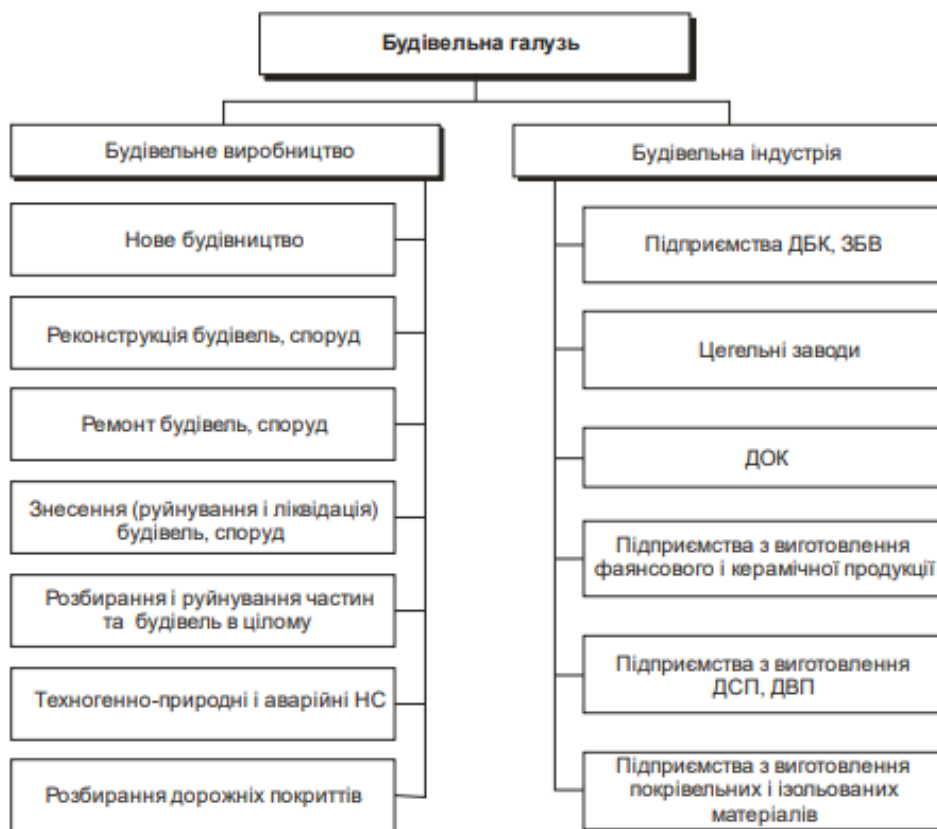 Будівельна галузь
Будівельне виробництво
Нове будівництво
Реконструкція будівель, споруд
Ремонт будівель, споруд
Знесення (руйнування і ліквідація)
будівель, споруд
Розбирання і руйнування частин
та будівель в цілому
Техногенно-природні і аварійні НС
Розбирання дорожніх покриттів
Будівельна індустрія
Підприємства ДБК, ЗБВ
Цегельні заводи
ДОК
Підприємства з виготовлення
фаянсового і керамічної продукції
Підприємства з виготовлення
ДСП, ДВП
Підприємства з виготовлення
покрівельних і ізольованих
матеріалів